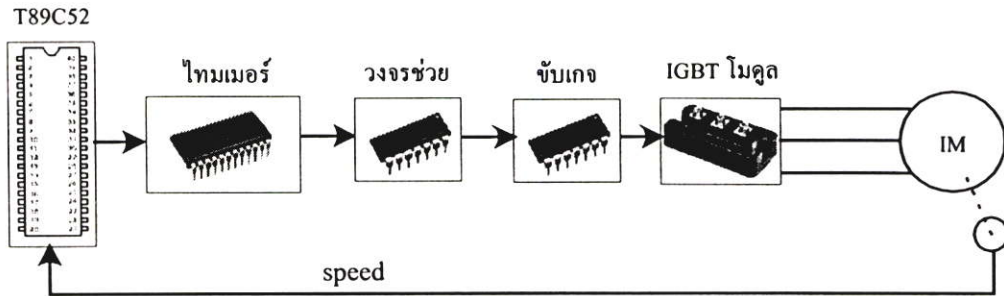 T89C52
ไทมเมอร์
วงจรช่วย
ขับเกจ
IGBT โมดูล
IM
speed